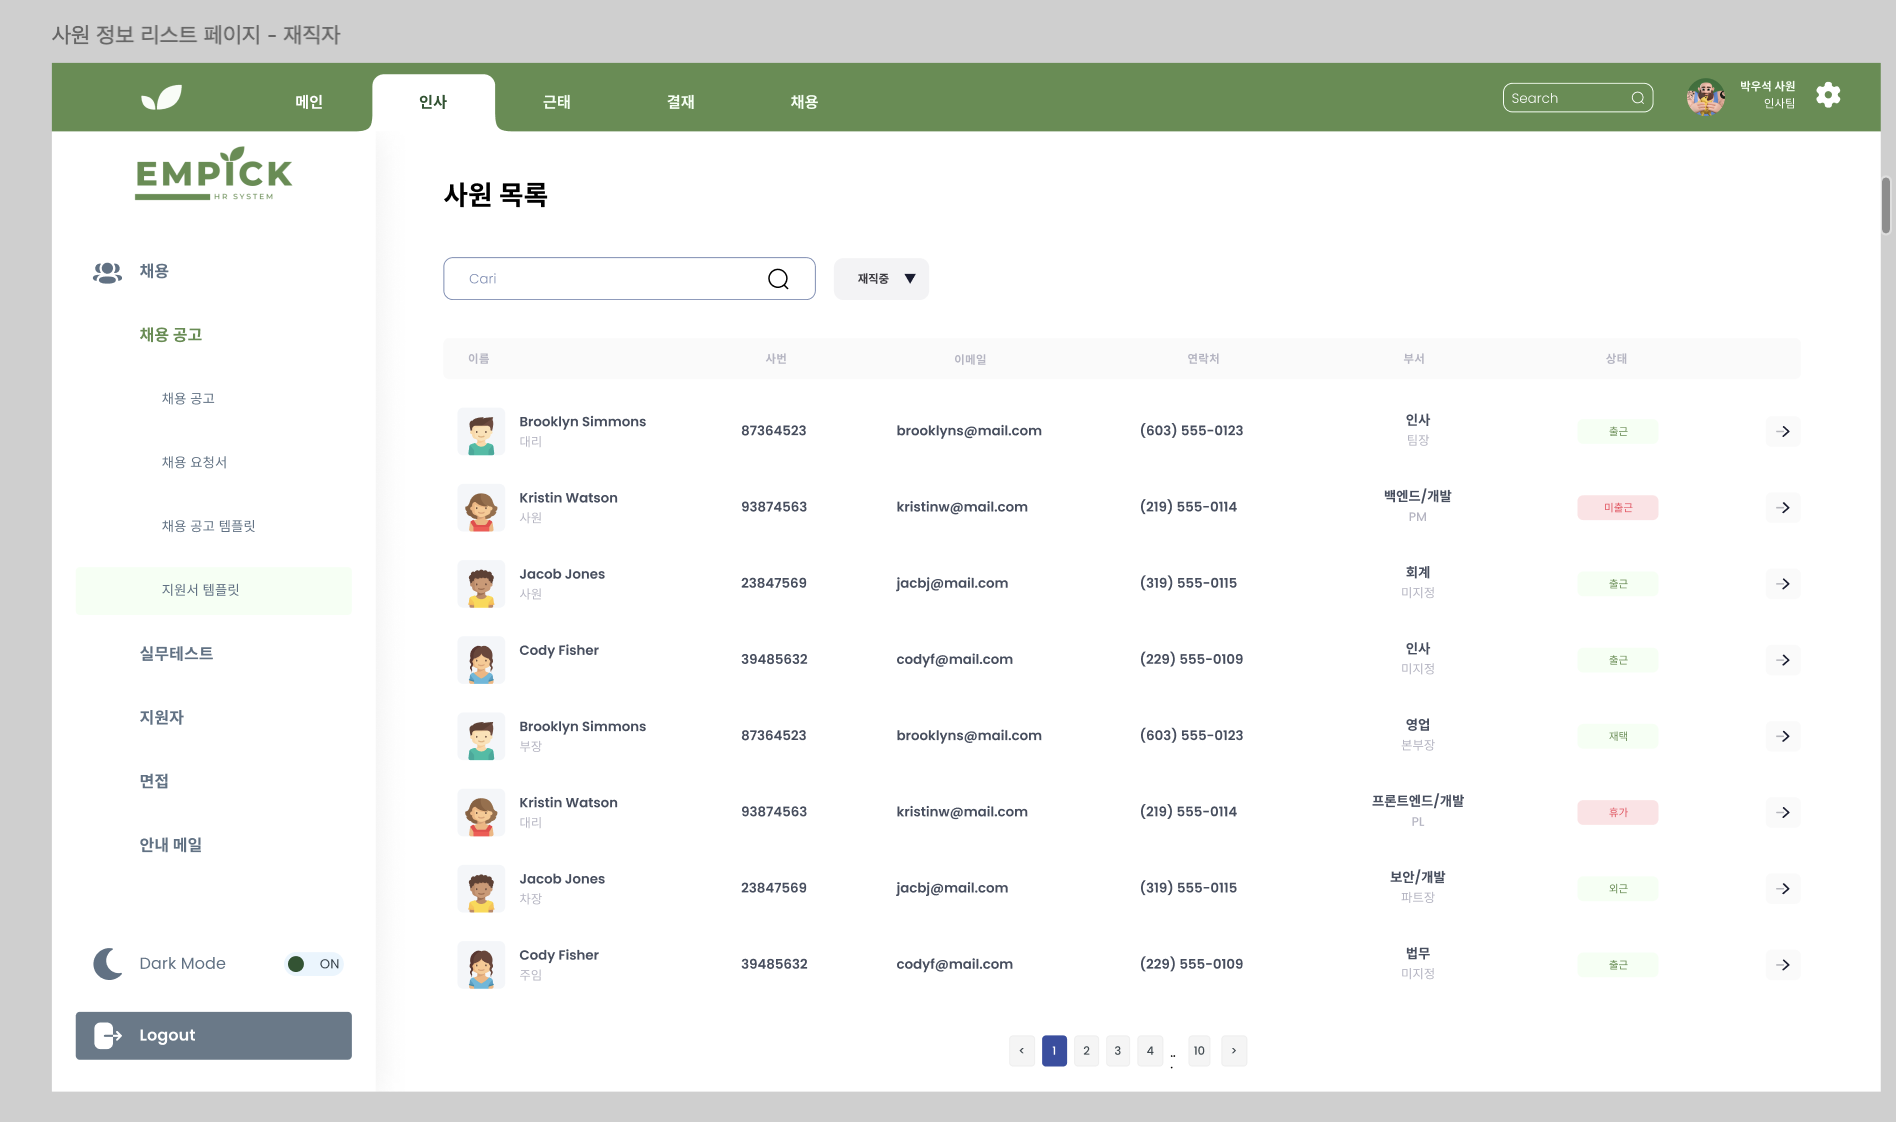 사원 정보 리스트 페이지 - 재직자
메인 인사 근태 결재 채용 Search 박우석 사원
인사팀
EMPICK
HR SYSTEM
채용
채용 공고
채용 공고
채용 요청서
채용 공고 템플릿
지원서 템플릿
실무테스트
지원자
면접
안내 메일
Dark Mode ON
Logout
사원 목록
Cari 재직중 ▼
이름 사번 이메일 연락처 부서 상태
Brooklyn Simmons 87364523 brooklyns@mail.com (603) 555-0123 인사 출근
대리 팀장
Kristin Watson 93874563 kristinw@mail.com (219) 555-0114 백엔드/개발 미출근
사원 PM
Jacob Jones 23847569 jacbj@mail.com (319) 555-0115 회계 출근
사원 미지정
Cody Fisher 39485632 codyf@mail.com (229) 555-0109 인사 출근
미지정
Brooklyn Simmons 87364523 brooklyns@mail.com (603) 555-0123 영업 재택
부장 본부장
Kristin Watson 93874563 kristinw@mail.com (219) 555-0114 프론트엔드/개발 휴가
대리 PL
Jacob Jones 23847569 jacbj@mail.com (319) 555-0115 보안/개발 외근
차장 파트장
Cody Fisher 39485632 codyf@mail.com (229) 555-0109 법무 출근
주임 미지정
< 1 2 3 4 ... 10 >